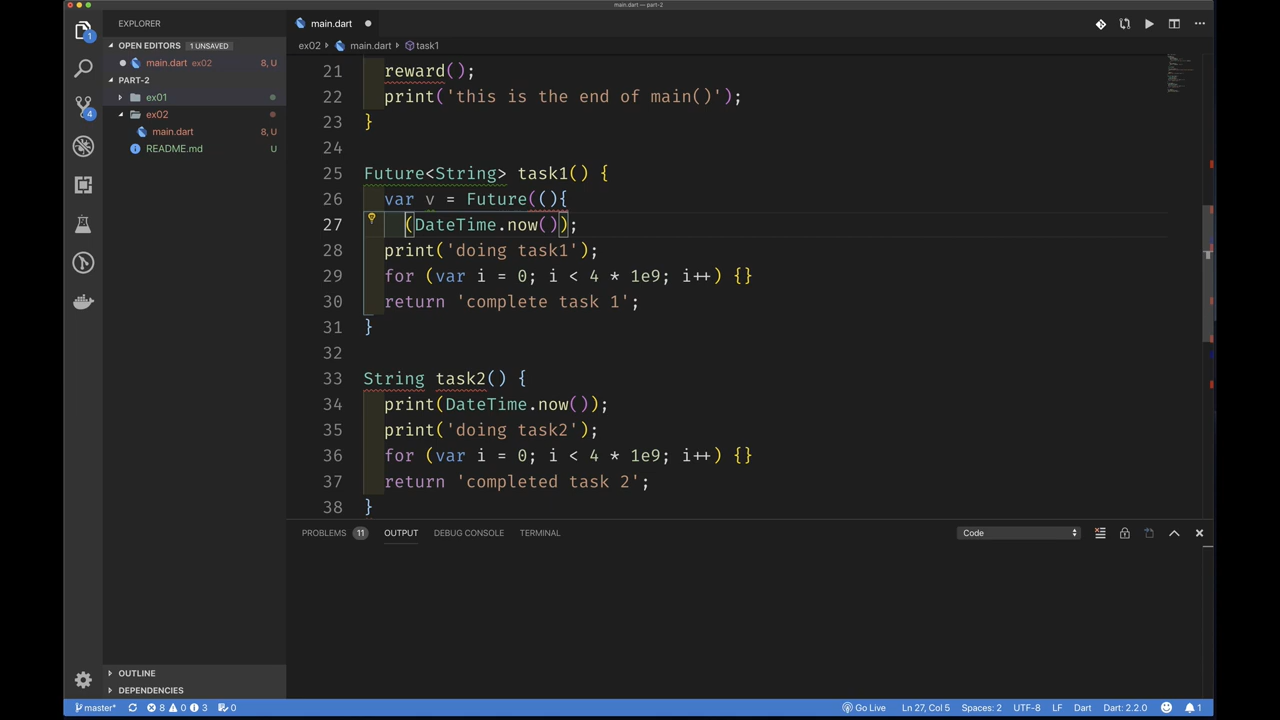 main.dart — part-2
EXPLORER
main.dart
OPEN EDITORS 1 UNSAVED
main.dart ex02 8, U
PART-2
ex01
ex02
main.dart 8, U
README.md U
ex02 main.dart task1
21 reward();
22 print('this is the end of main()');
23 }
24
25 Future<String> task1() {
26 var v = Future((){
27 (DateTime.now());
28 print('doing task1');
29 for (var i = 0; i < 4 * 1e9; i++) {}
30 return 'complete task 1';
31 }
32
33 String task2() {
34 print(DateTime.now());
35 print('doing task2');
36 for (var i = 0; i < 4 * 1e9; i++) {}
37 return 'completed task 2';
38 }
PROBLEMS 11 OUTPUT DEBUG CONSOLE TERMINAL Code
1
4
OUTLINE
DEPENDENCIES
master* 8 0 3 0 Go Live Ln 27, Col 5 Spaces: 2 UTF-8 LF Dart Dart: 2.2.0 1